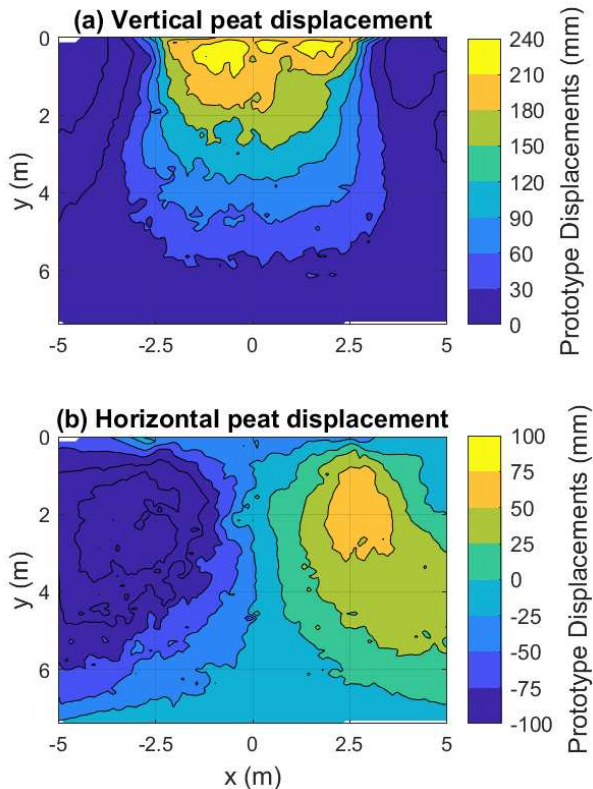 (a) Vertical peat displacement
0
2
4
6
y (m)
-5 -2.5 0 2.5 5
240
210
180
150
120
90
60
30
0
Prototype Displacements (mm)
(b) Horizontal peat displacement
0
2
4
6
y (m)
-5 -2.5 0 2.5 5
x (m)
100
75
50
25
0
-25
-50
-75
-100
Prototype Displacements (mm)